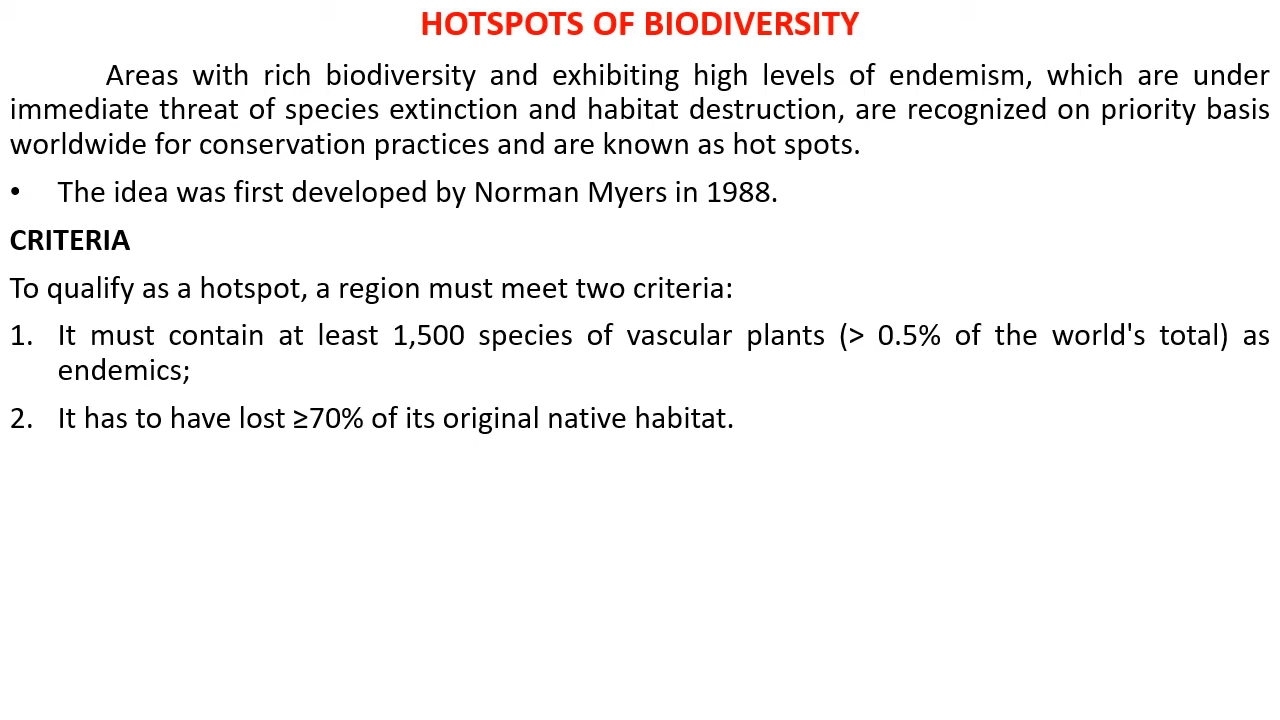 HOTSPOTS OF BIODIVERSITY
Areas with rich biodiversity and exhibiting high levels of endemism, which are under
immediate threat of species extinction and habitat destruction, are recognized on priority basis
worldwide for conservation practices and are known as hot spots.
• The idea was first developed by Norman Myers in 1988.
CRITERIA
To qualify as a hotspot, a region must meet two criteria:
1. It must contain at least 1,500 species of vascular plants (> 0.5% of the world's total) as
endemics;
2. It has to have lost ≥70% of its original native habitat.